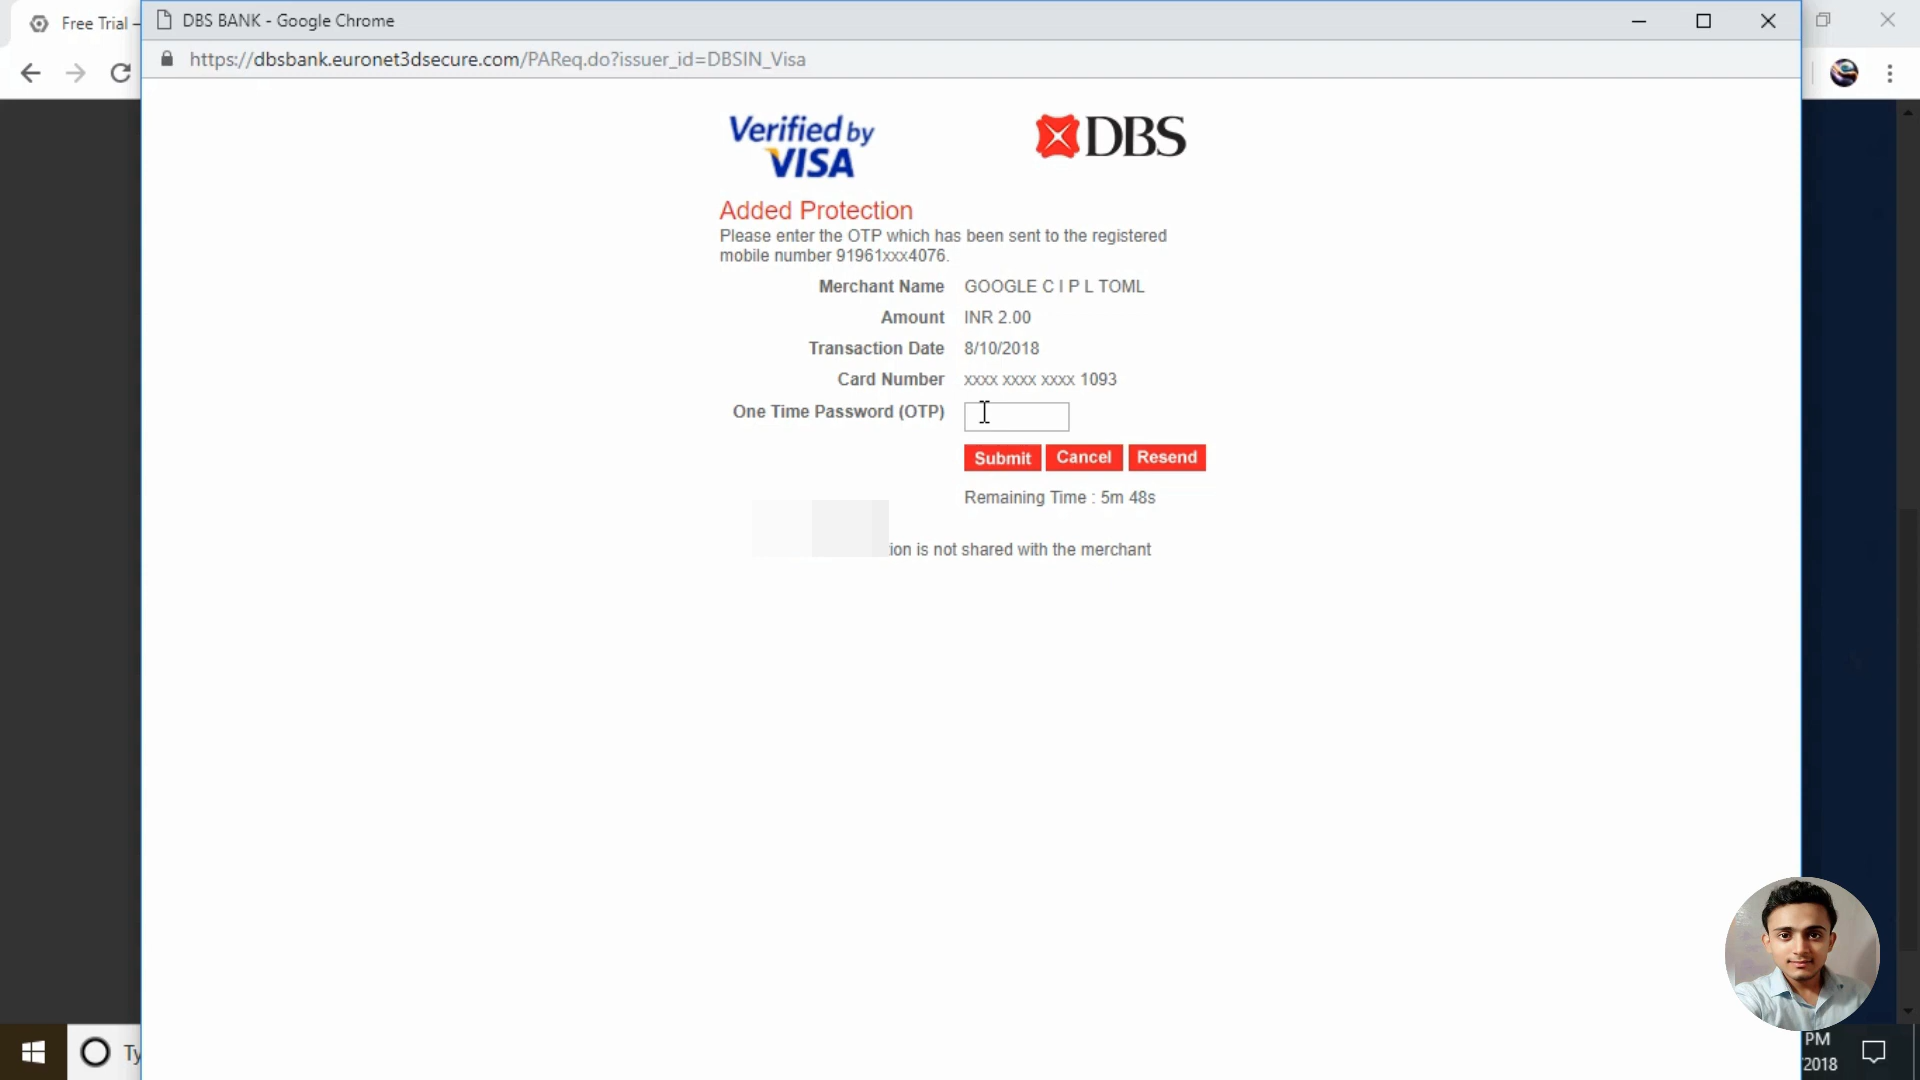 Free Trial –
DBS BANK - Google Chrome
https://dbsbank.euronet3dsecure.com/PAReq.do?issuer_id=DBSIN_Visa
Verified by
VISA
DBS
Added Protection
Please enter the OTP which has been sent to the registered
mobile number 91961xxx4076.
Merchant Name GOOGLE C I P L TOML
Amount INR 2.00
Transaction Date 8/10/2018
Card Number xxxx xxxx xxxx 1093
One Time Password (OTP)
Submit Cancel Resend
Remaining Time : 5m 48s
ion is not shared with the merchant
Ty
PM
/2018